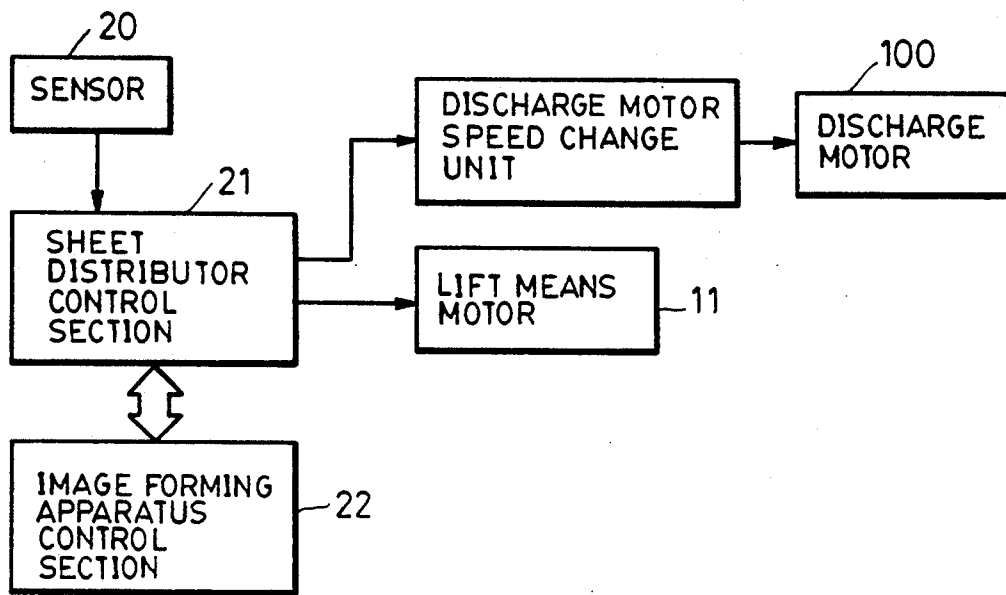 20
SENSOR
100
DISCHARGE MOTOR
SPEED CHANGE
UNIT
DISCHARGE
MOTOR
21
SHEET
DISTRIBUTOR
CONTROL
SECTION
LIFT MEANS
MOTOR
11
IMAGE FORMING
APPARATUS
CONTROL
SECTION
22